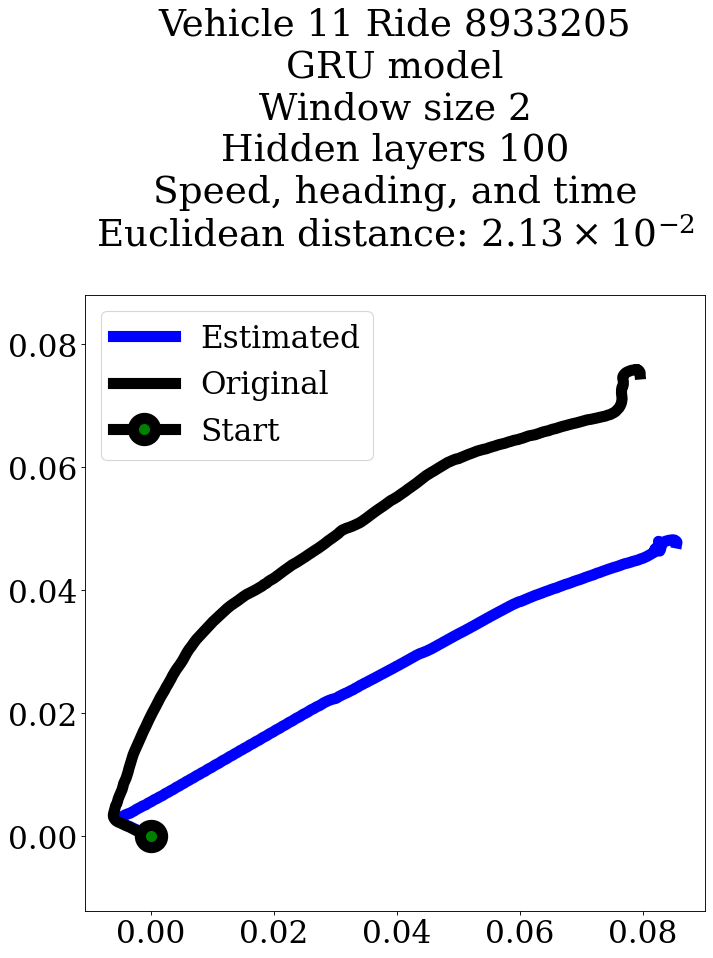 Vehicle 11 Ride 8933205
GRU model
Window size 2
Hidden layers 100
Speed, heading, and time
Euclidean distance: 2.13 × 10⁻²
Estimated
Original
Start
0.08
0.06
0.04
0.02
0.00
0.00 0.02 0.04 0.06 0.08